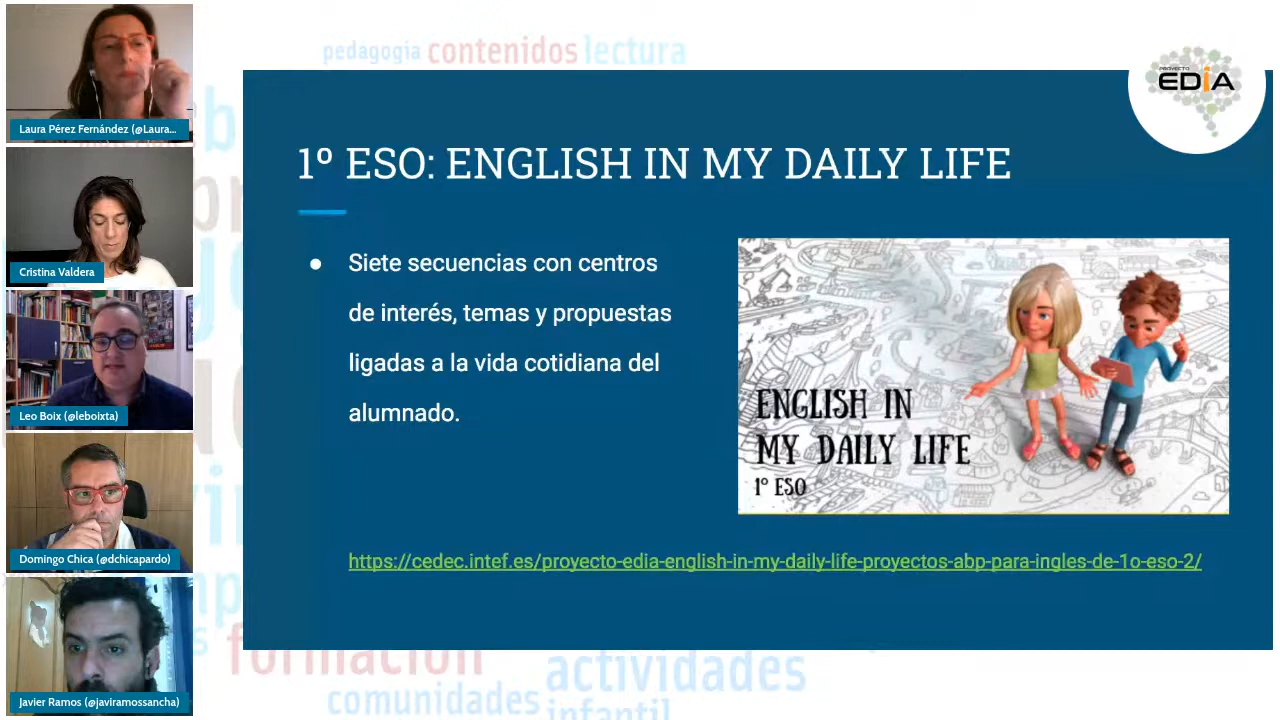 pedagogia contenidos lectura
PROYECTO
EDiA
1º ESO: ENGLISH IN MY DAILY LIFE
● Siete secuencias con centros
de interés, temas y propuestas
ligadas a la vida cotidiana del
alumnado.
ENGLISH IN
MY DAILY LIFE
1º ESO
https://cedec.intef.es/proyecto-edia-english-in-my-daily-life-proyectos-abp-para-ingles-de-1o-eso-2/
Laura Pérez Fernández (@Laura...
Cristina Valdera
Leo Boix (@leboixta)
Domingo Chica (@dchicapardo)
Javier Ramos (@javiramossancha)
formación
actividades
comunidades
infantil